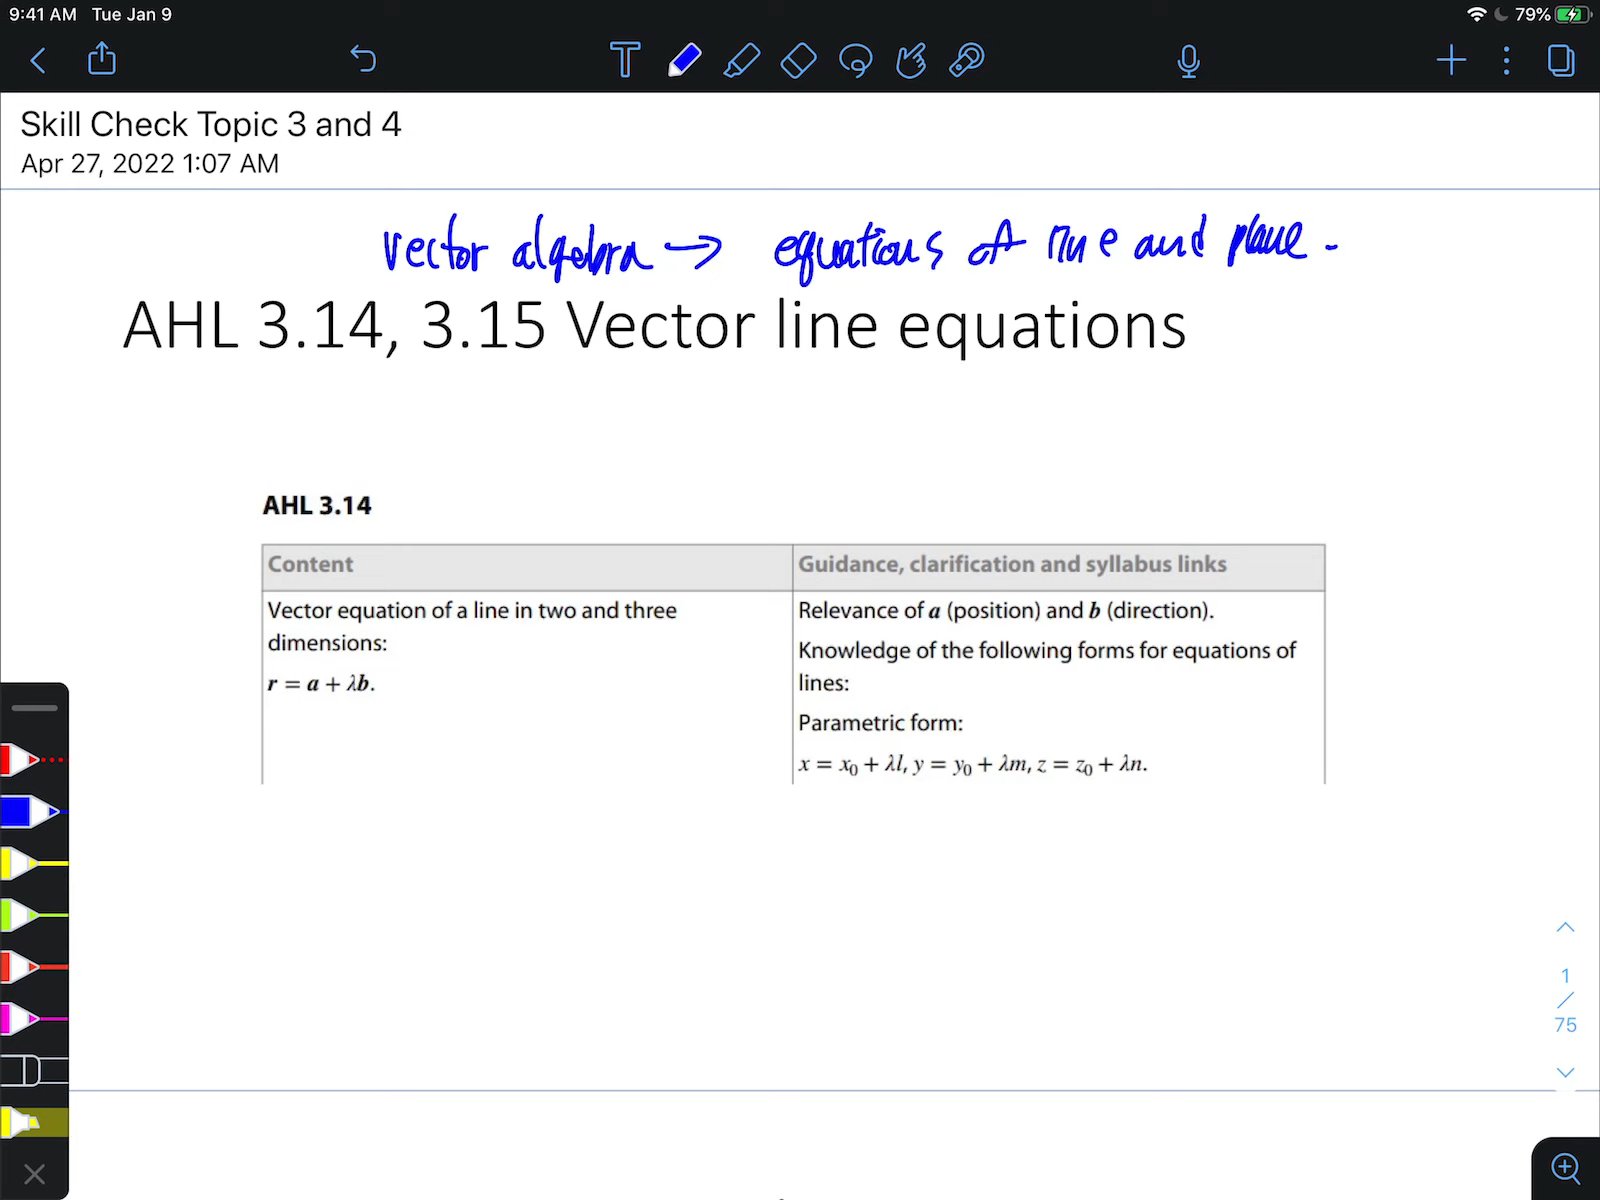 9:41 AM Tue Jan 9 79%
Skill Check Topic 3 and 4
Apr 27, 2022 1:07 AM
vector algebra → equations of line and plane -
AHL 3.14, 3.15 Vector line equations
AHL 3.14
Content
Guidance, clarification and syllabus links
Vector equation of a line in two and three
dimensions:
r = a + λb.
Relevance of a (position) and b (direction).
Knowledge of the following forms for equations of
lines:
Parametric form:
x = x₀ + λl, y = y₀ + λm, z = z₀ + λn.
1
/
75